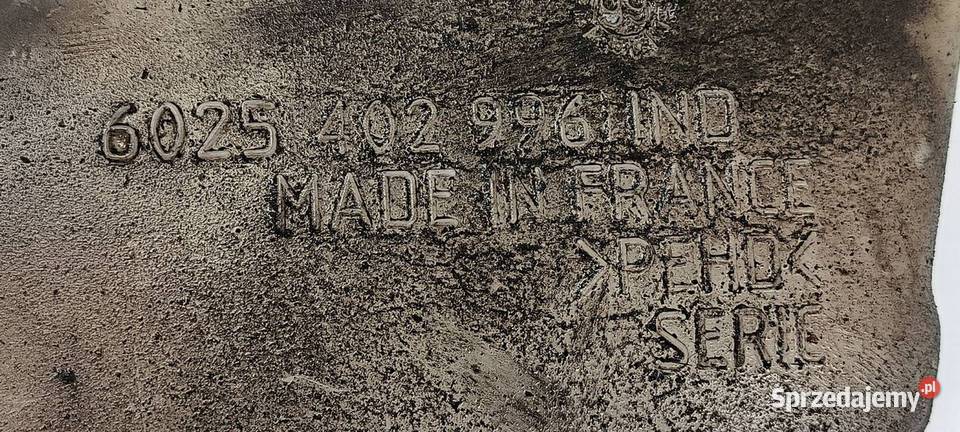 6025 402 996 IND
MADE IN FRANCE
>PEHD<
SERIE
Sprzedajemy.pl